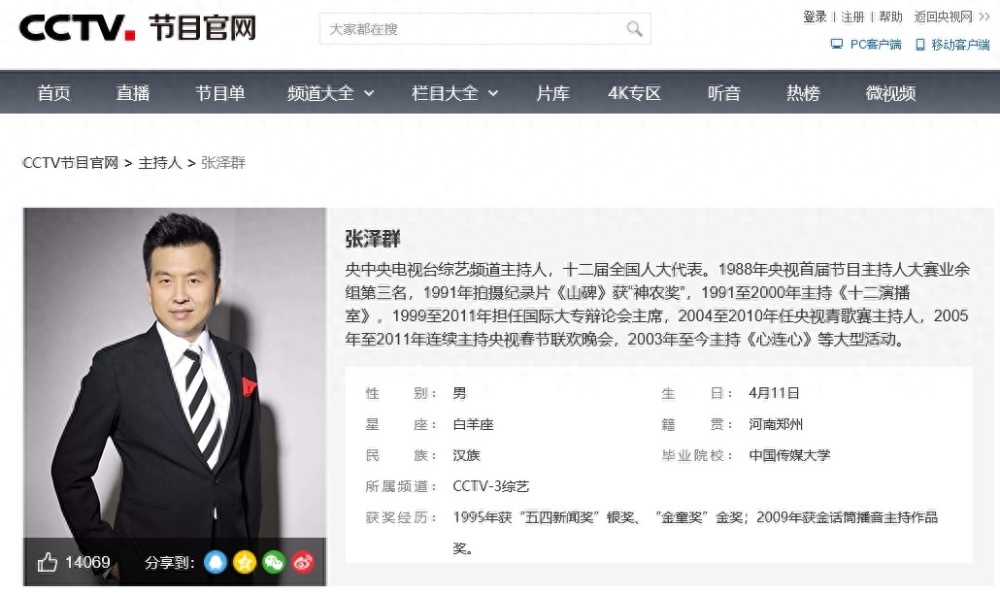 CCTV. 节目官网
大家都在搜
登录 | 注册 | 帮助 返回央视网 >>
PC客户端 移动客户端
首页 直播 节目单 频道大全 栏目大全 片库 4K专区 听音 热榜 微视频
CCTV节目官网 > 主持人 > 张泽群
张泽群
央中央电视台综艺频道主持人，十二届全国人大代表。1988年央视首届节目主持人大赛业余
组第三名，1991年拍摄纪录片《山碑》获"神农奖"，1991至2000年主持《十二演播
室》，1999至2011年担任国际大专辩论会主席，2004至2010年任央视青歌赛主持人，2005
年至2011年连续主持央视春节联欢晚会，2003年至今主持《心连心》等大型活动。
性 别： 男 生 日： 4月11日
星 座： 白羊座 籍 贯： 河南郑州
民 族： 汉族 毕业院校： 中国传媒大学
所属频道： CCTV-3综艺
获奖经历： 1995年获“五四新闻奖”银奖、“金童奖”金奖；2009年获金话筒播音主持作品
奖。
14069 分享到：